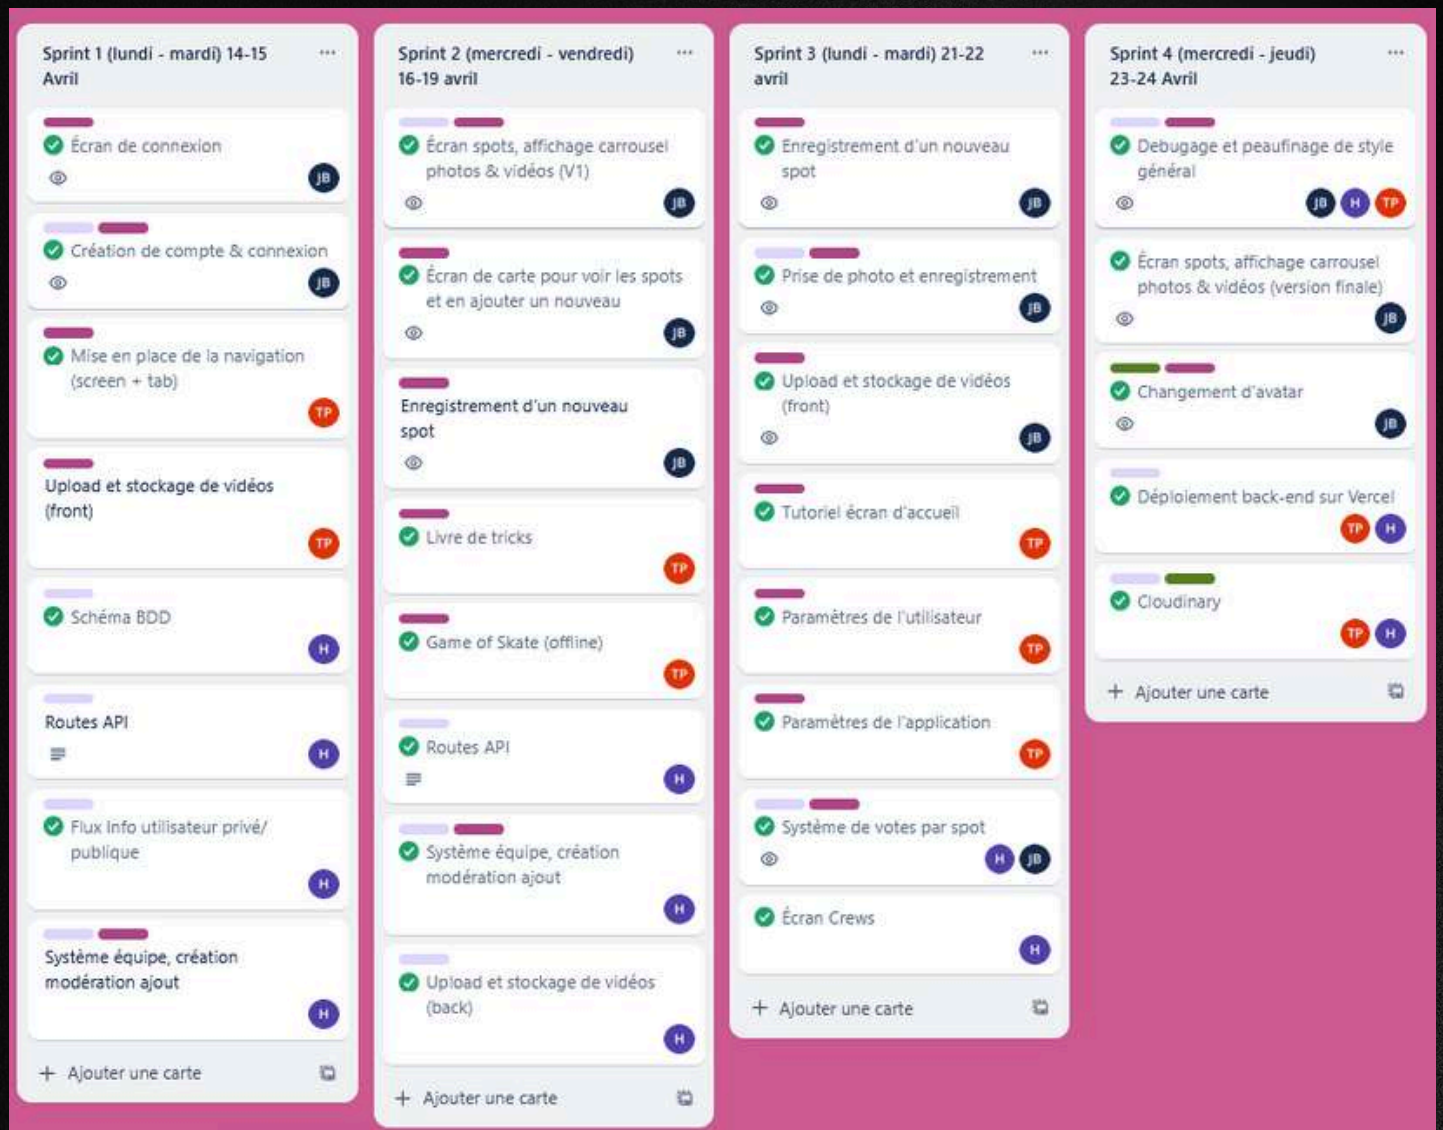 Sprint 1 (lundi - mardi) 14-15
Avril
Écran de connexion
JB
Création de compte & connexion
JB
Mise en place de la navigation
(screen + tab)
TP
Upload et stockage de vidéos
(front)
TP
Schéma BDD
H
Routes API
H
Flux Info utilisateur privé/
publique
H
Système équipe, création
modération ajout
H
+ Ajouter une carte
Sprint 2 (mercredi - vendredi)
16-19 avril
Écran spots, affichage carrousel
photos & vidéos (V1)
JB
Écran de carte pour voir les spots
et en ajouter un nouveau
JB
Enregistrement d'un nouveau
spot
JB
Livre de tricks
TP
Game of Skate (offline)
TP
Routes API
H
Système équipe, création
modération ajout
H
Upload et stockage de vidéos
(back)
H
+ Ajouter une carte
Sprint 3 (lundi - mardi) 21-22
avril
Enregistrement d'un nouveau
spot
JB
Prise de photo et enregistrement
JB
Upload et stockage de vidéos
(front)
JB
Tutoriel écran d'accueil
TP
Paramètres de l'utilisateur
TP
Paramètres de l'application
TP
Système de votes par spot
H JB
Écran Crews
H
+ Ajouter une carte
Sprint 4 (mercredi - jeudi)
23-24 Avril
Debugage et peaufinage de style
général
JB H TP
Écran spots, affichage carrousel
photos & vidéos (version finale)
JB
Changement d'avatar
JB
Déploiement back-end sur Vercel
TP H
Cloudinary
TP H
+ Ajouter une carte